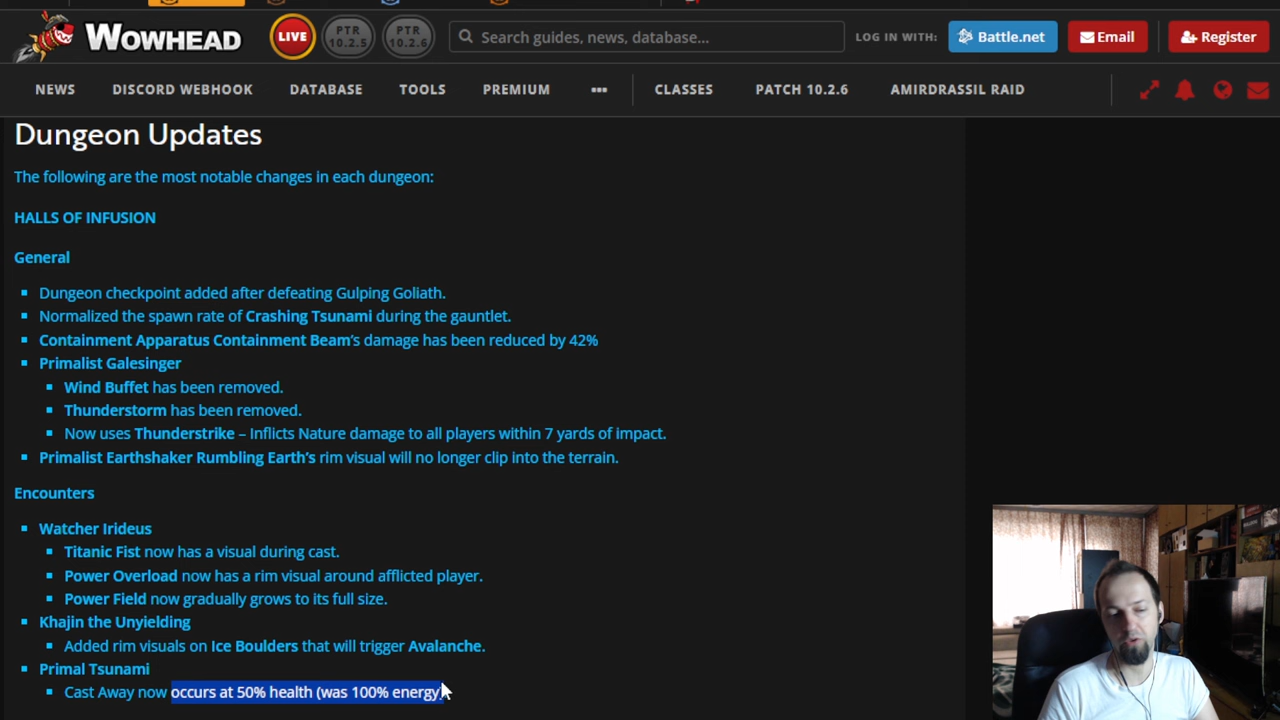 WOWHEAD
LIVE
PTR
10.2.5
PTR
10.2.6
Search guides, news, database...
LOG IN WITH:
Battle.net
Email
Register
NEWS
DISCORD WEBHOOK
DATABASE
TOOLS
PREMIUM
CLASSES
PATCH 10.2.6
AMIRDRASSIL RAID
Dungeon Updates
The following are the most notable changes in each dungeon:
HALLS OF INFUSION
General
Dungeon checkpoint added after defeating Gulping Goliath.
Normalized the spawn rate of Crashing Tsunami during the gauntlet.
Containment Apparatus Containment Beam's damage has been reduced by 42%
Primalist Galesinger
Wind Buffet has been removed.
Thunderstorm has been removed.
Now uses Thunderstrike – Inflicts Nature damage to all players within 7 yards of impact.
Primalist Earthshaker Rumbling Earth's rim visual will no longer clip into the terrain.
Encounters
Watcher Irideus
Titanic Fist now has a visual during cast.
Power Overload now has a rim visual around afflicted player.
Power Field now gradually grows to its full size.
Khajin the Unyielding
Added rim visuals on Ice Boulders that will trigger Avalanche.
Primal Tsunami
Cast Away now occurs at 50% health (was 100% energy)